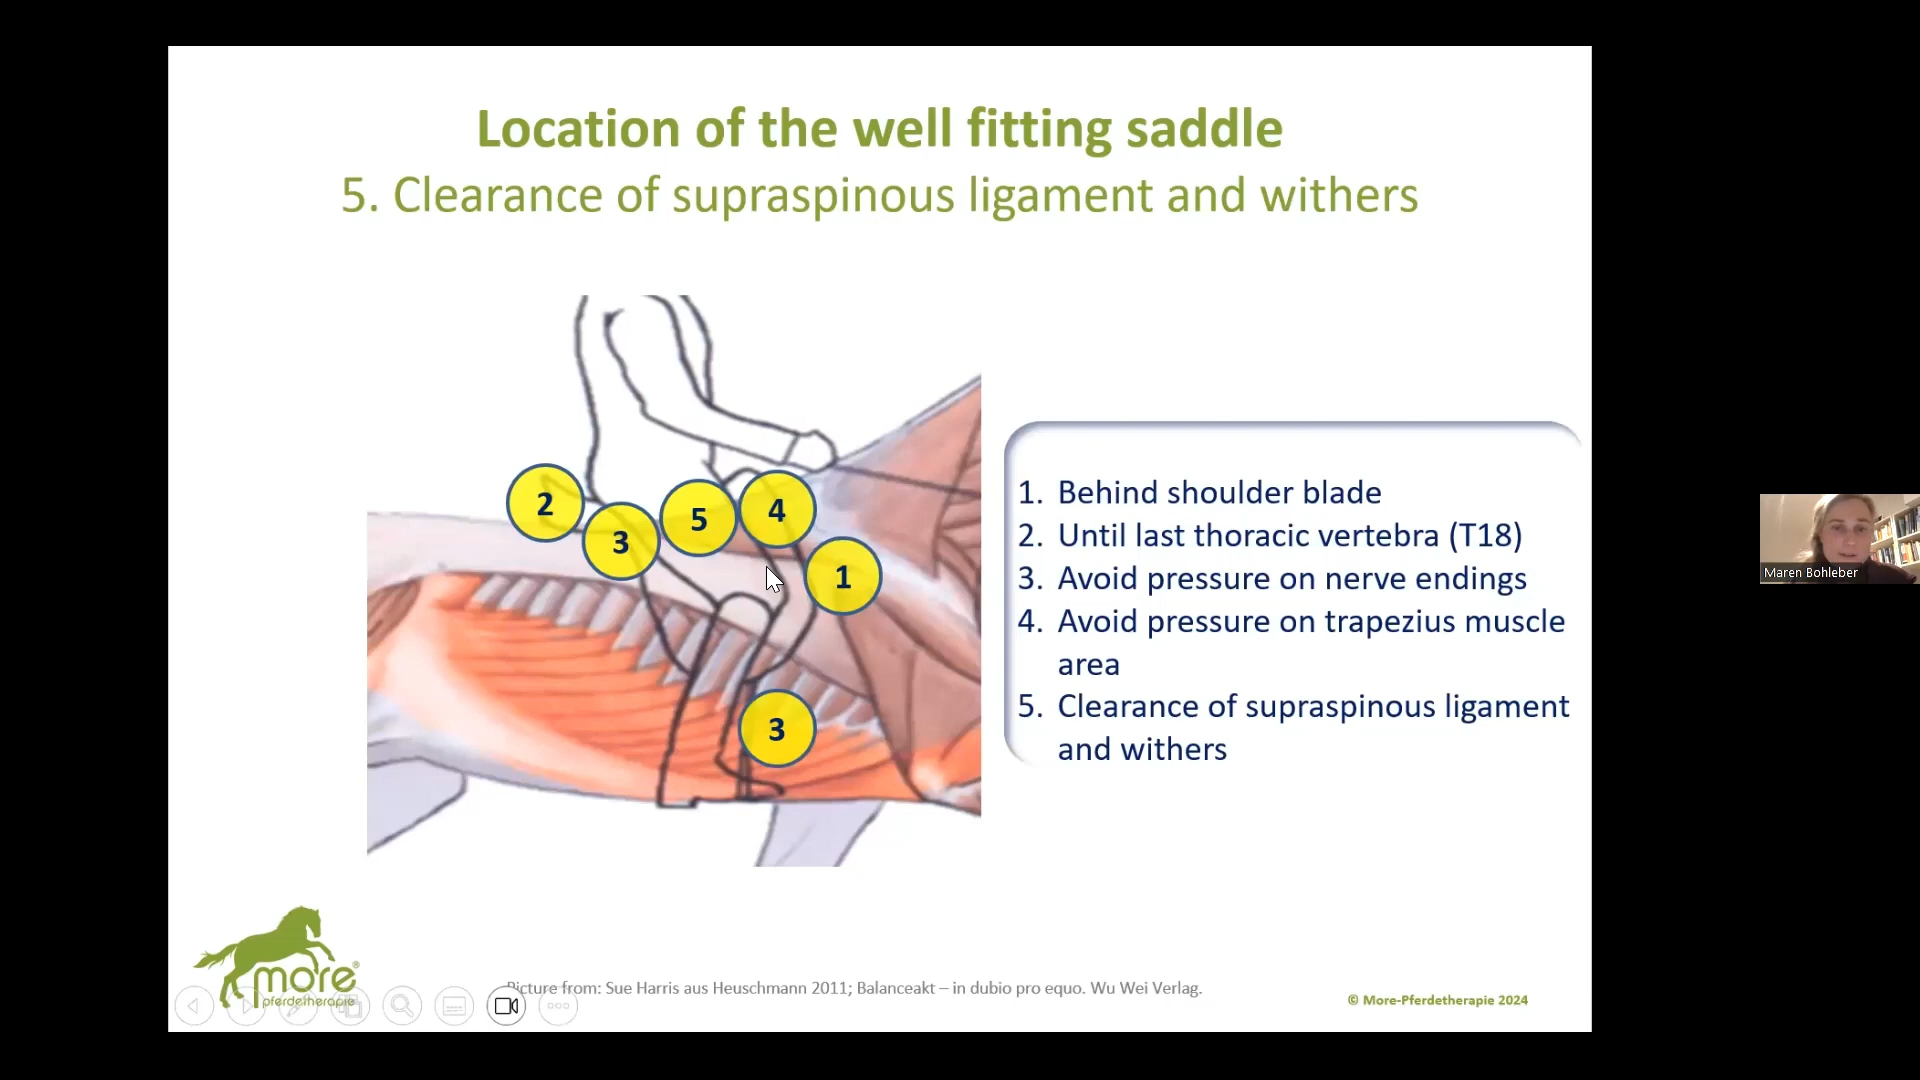 Location of the well fitting saddle
5. Clearance of supraspinous ligament and withers
2
3
5
4
1
3
1. Behind shoulder blade
2. Until last thoracic vertebra (T18)
3. Avoid pressure on nerve endings
4. Avoid pressure on trapezius muscle
area
5. Clearance of supraspinous ligament
and withers
Maren Bohleber
more®
pferdetherapie
Picture from: Sue Harris aus Heuschmann 2011; Balanceakt – in dubio pro equo. Wu Wei Verlag.
© More-Pferdetherapie 2024